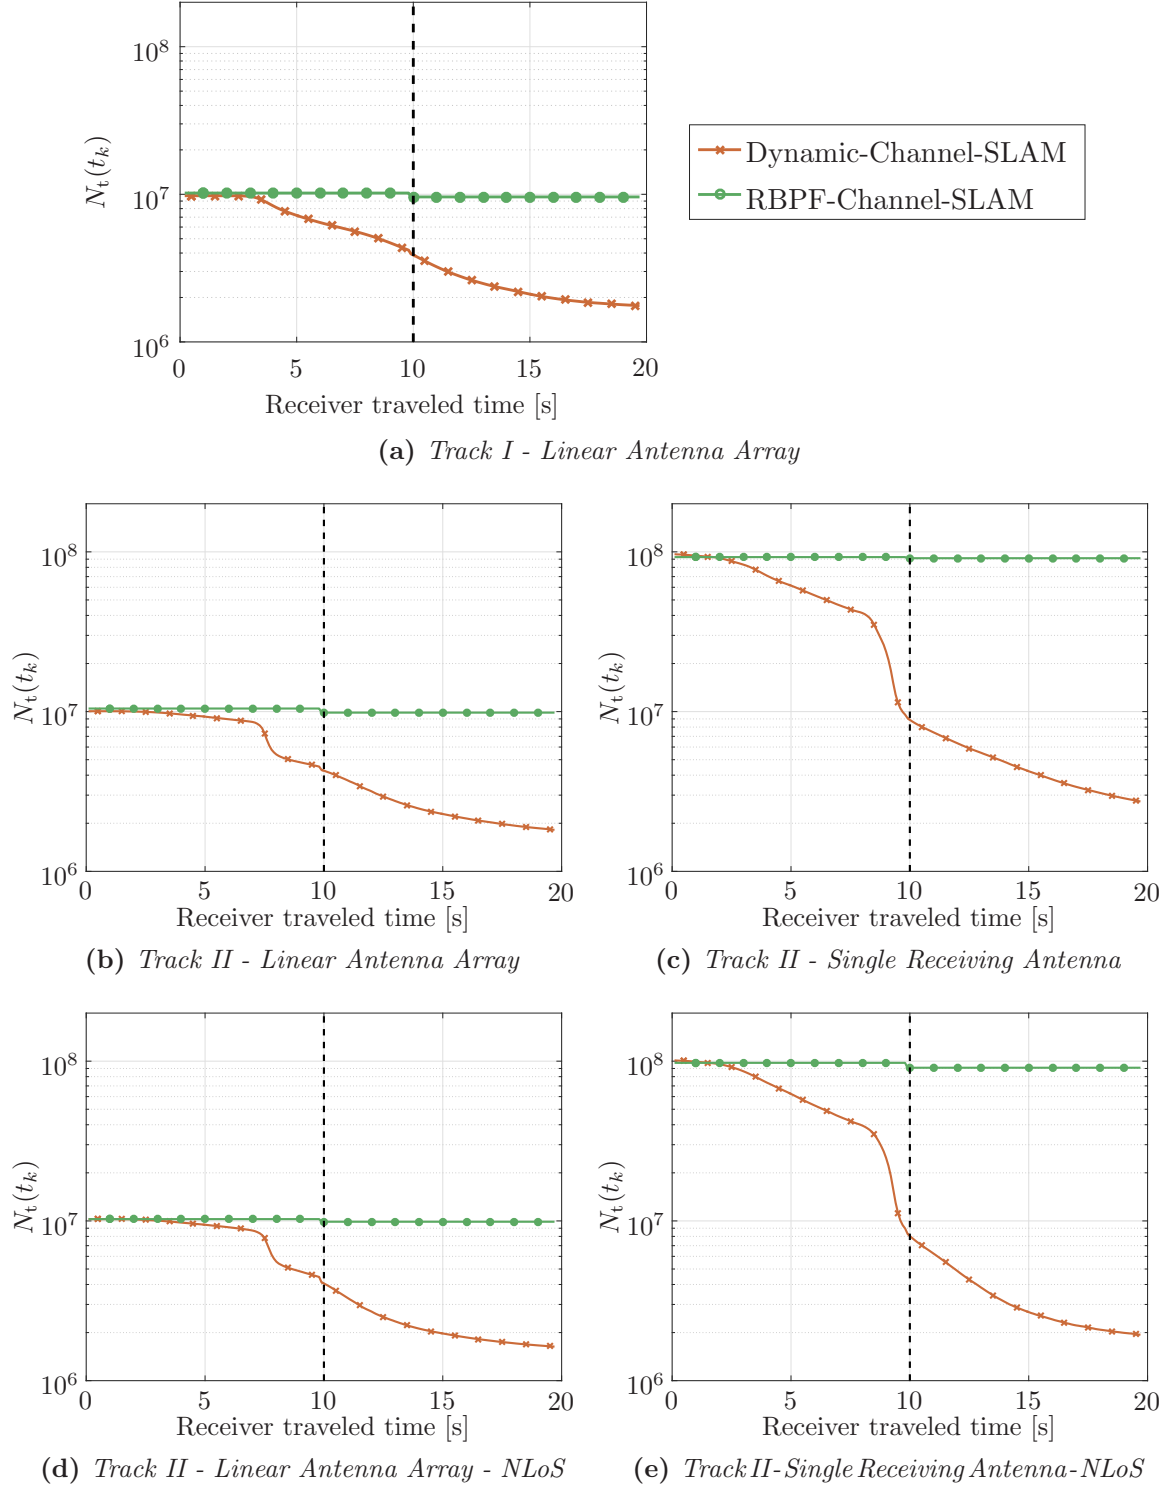 10^8
10^7
10^6
N_t(t_k)
0 5 10 15 20
Receiver traveled time [s]
Dynamic-Channel-SLAM
RBPF-Channel-SLAM
(a) Track I - Linear Antenna Array
10^8
10^7
10^6
N_t(t_k)
0 5 10 15 20
Receiver traveled time [s]
(b) Track II - Linear Antenna Array
10^8
10^7
10^6
N_t(t_k)
0 5 10 15 20
Receiver traveled time [s]
(c) Track II - Single Receiving Antenna
10^8
10^7
10^6
N_t(t_k)
0 5 10 15 20
Receiver traveled time [s]
(d) Track II - Linear Antenna Array - NLoS
10^8
10^7
10^6
N_t(t_k)
0 5 10 15 20
Receiver traveled time [s]
(e) Track II - Single Receiving Antenna - NLoS